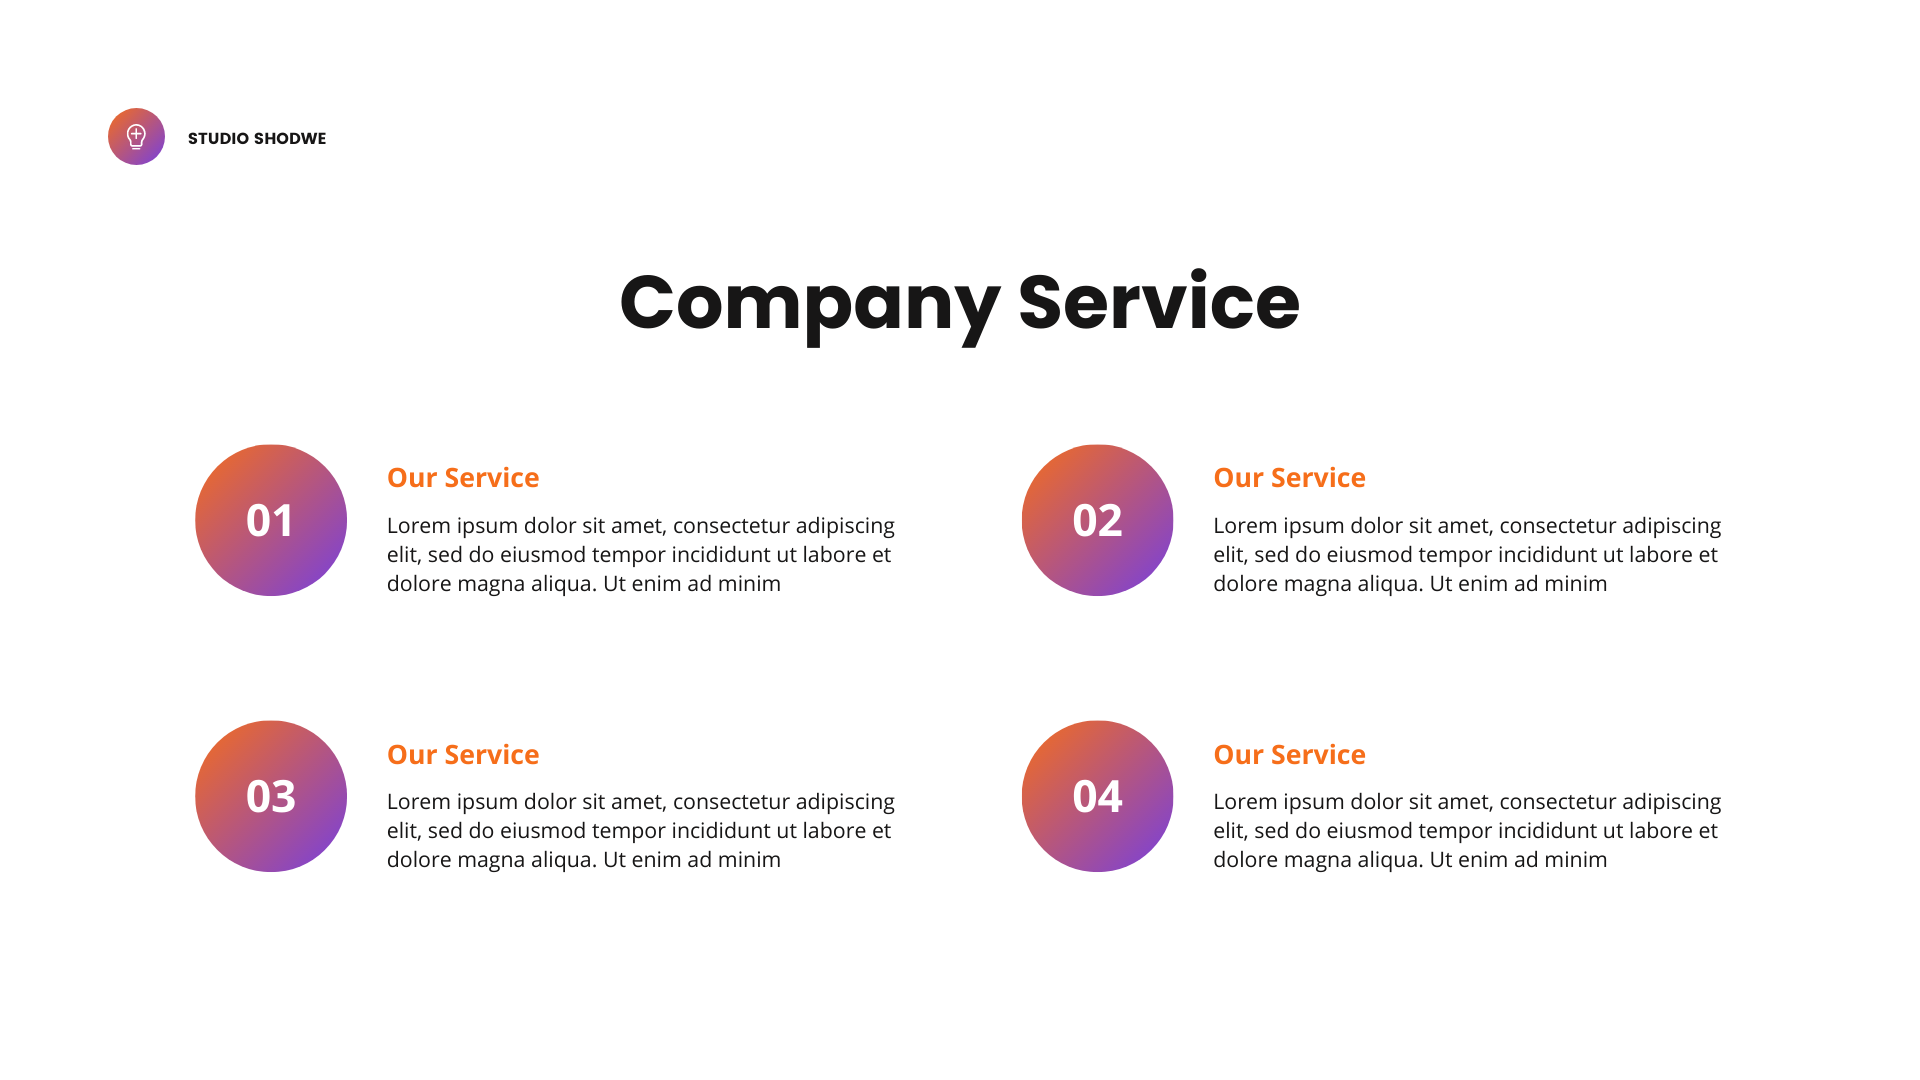 STUDIO SHODWE
Company Service
01
Our Service
Lorem ipsum dolor sit amet, consectetur adipiscing
elit, sed do eiusmod tempor incididunt ut labore et
dolore magna aliqua. Ut enim ad minim
02
Our Service
Lorem ipsum dolor sit amet, consectetur adipiscing
elit, sed do eiusmod tempor incididunt ut labore et
dolore magna aliqua. Ut enim ad minim
03
Our Service
Lorem ipsum dolor sit amet, consectetur adipiscing
elit, sed do eiusmod tempor incididunt ut labore et
dolore magna aliqua. Ut enim ad minim
04
Our Service
Lorem ipsum dolor sit amet, consectetur adipiscing
elit, sed do eiusmod tempor incididunt ut labore et
dolore magna aliqua. Ut enim ad minim